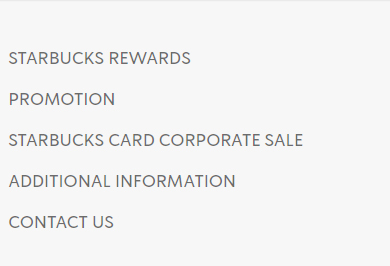 STARBUCKS REWARDS
PROMOTION
STARBUCKS CARD CORPORATE SALE
ADDITIONAL INFORMATION
CONTACT US